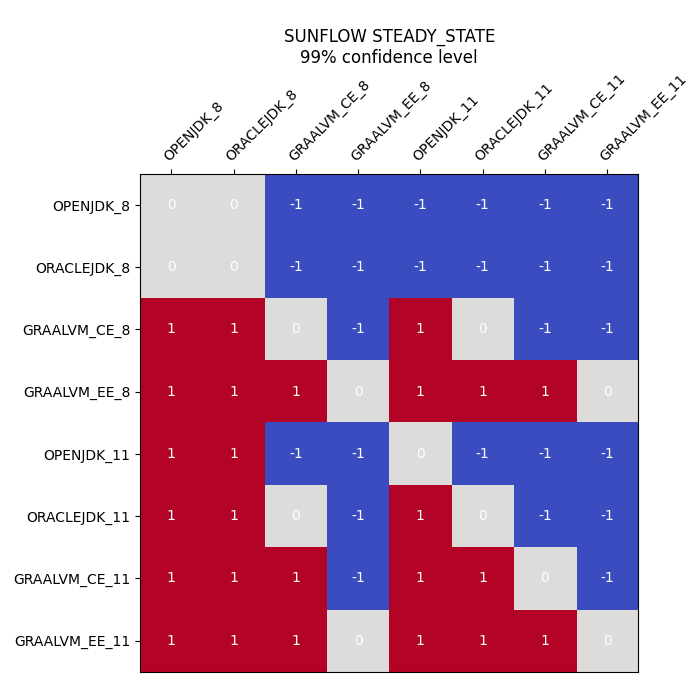 SUNFLOW STEADY_STATE
99% confidence level
OPENJDK_8 ORACLEJDK_8 GRAALVM_CE_8 GRAALVM_EE_8 OPENJDK_11 ORACLEJDK_11 GRAALVM_CE_11 GRAALVM_EE_11
OPENJDK_8 0 0 -1 -1 -1 -1 -1 -1
ORACLEJDK_8 0 0 -1 -1 -1 -1 -1 -1
GRAALVM_CE_8 1 1 0 -1 1 0 -1 -1
GRAALVM_EE_8 1 1 1 0 1 1 1 0
OPENJDK_11 1 1 -1 -1 0 -1 -1 -1
ORACLEJDK_11 1 1 0 -1 1 0 -1 -1
GRAALVM_CE_11 1 1 1 -1 1 1 0 -1
GRAALVM_EE_11 1 1 1 0 1 1 1 0